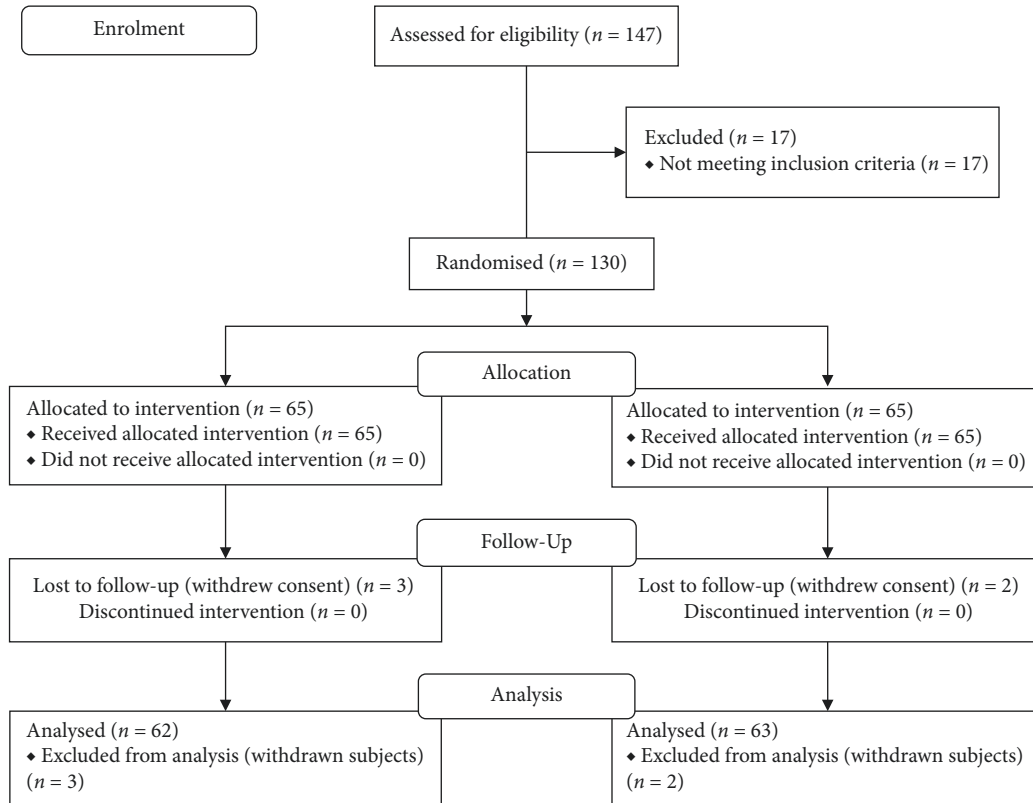 Enrolment
Assessed for eligibility (n = 147)
Excluded (n = 17)
◆ Not meeting inclusion criteria (n = 17)
Randomised (n = 130)
Allocation
Allocated to intervention (n = 65)
◆ Received allocated intervention (n = 65)
◆ Did not receive allocated intervention (n = 0)
Allocated to intervention (n = 65)
◆ Received allocated intervention (n = 65)
◆ Did not receive allocated intervention (n = 0)
Follow-Up
Lost to follow-up (withdrew consent) (n = 3)
Discontinued intervention (n = 0)
Lost to follow-up (withdrew consent) (n = 2)
Discontinued intervention (n = 0)
Analysis
Analysed (n = 62)
◆ Excluded from analysis (withdrawn subjects)
(n = 3)
Analysed (n = 63)
◆ Excluded from analysis (withdrawn subjects)
(n = 2)